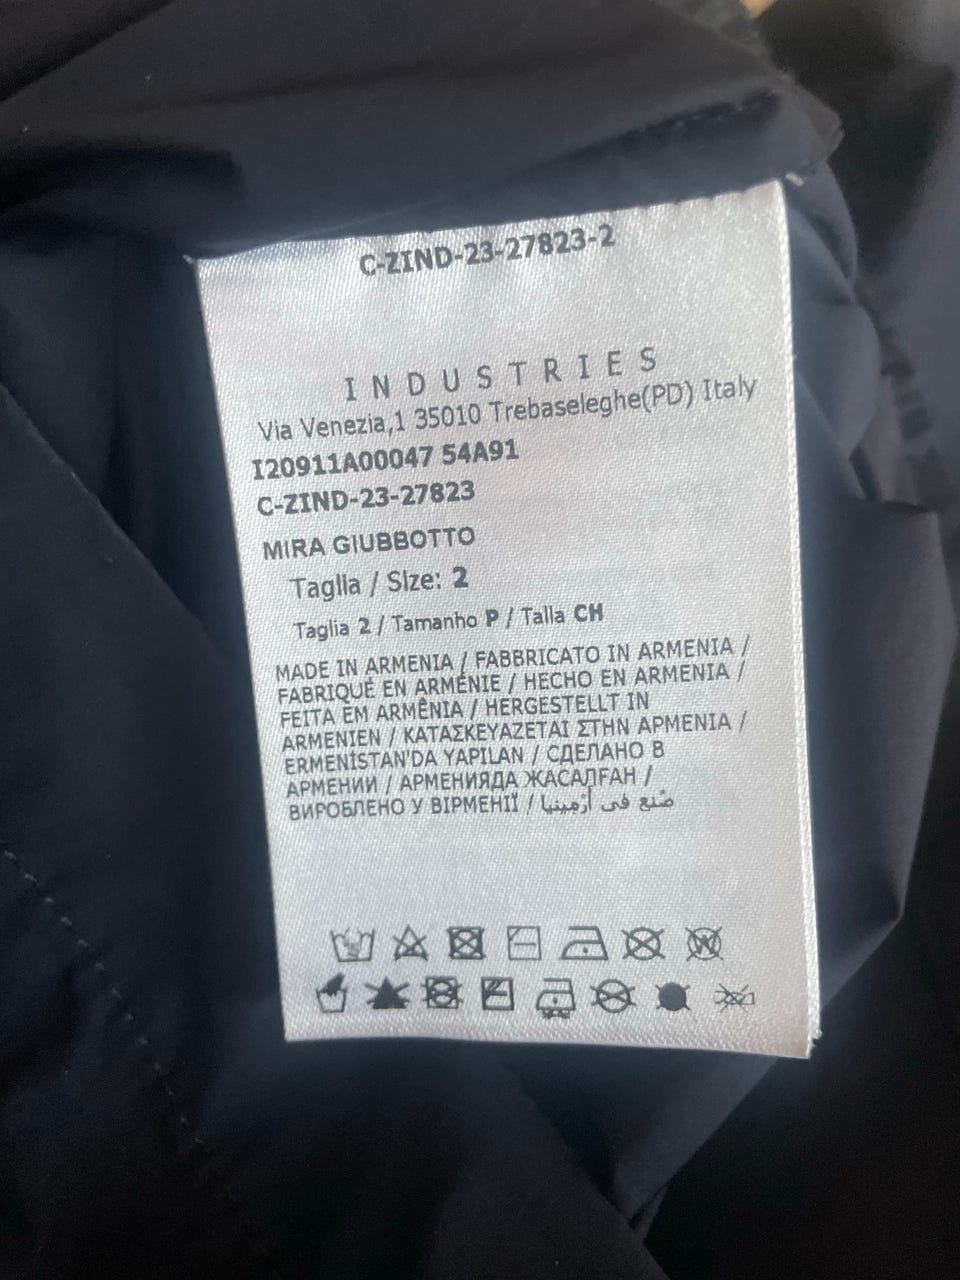 C-ZIND-23-27823-2
INDUSTRIES
Via Venezia,1 35010 Trebaseleghe(PD) Italy
I20911A00047 54A91
C-ZIND-23-27823
MIRA GIUBBOTTO
Taglia / Size: 2
Taglia 2 / Tamanho P / Talla CH
MADE IN ARMENIA / FABBRICATO IN ARMENIA /
FABRIQUÉ EN ARMÉNIE / HECHO EN ARMENIA /
FEITA EM ARMÊNIA / HERGESTELLT IN
ARMENIEN / ΚΑΤΑΣΚΕΥΑΖΕΤΑΙ ΣΤΗΝ ΑΡΜΕΝΙΑ /
ERMENİSTAN'DA YAPILAN / СДЕЛАНО В
АРМЕНИИ / АРМЕНИЯДА ЖАСАЛҒАН /
ВИРОБЛЕНО У ВІРМЕНІЇ / صُنع في أرمينيا